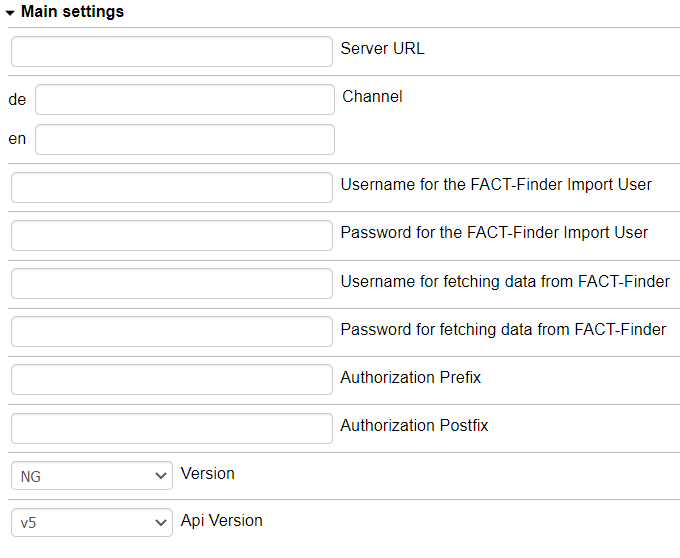 Main settings
Server URL
de Channel
en
Username for the FACT-Finder Import User
Password for the FACT-Finder Import User
Username for fetching data from FACT-Finder
Password for fetching data from FACT-Finder
Authorization Prefix
Authorization Postfix
NG Version
v5 Api Version